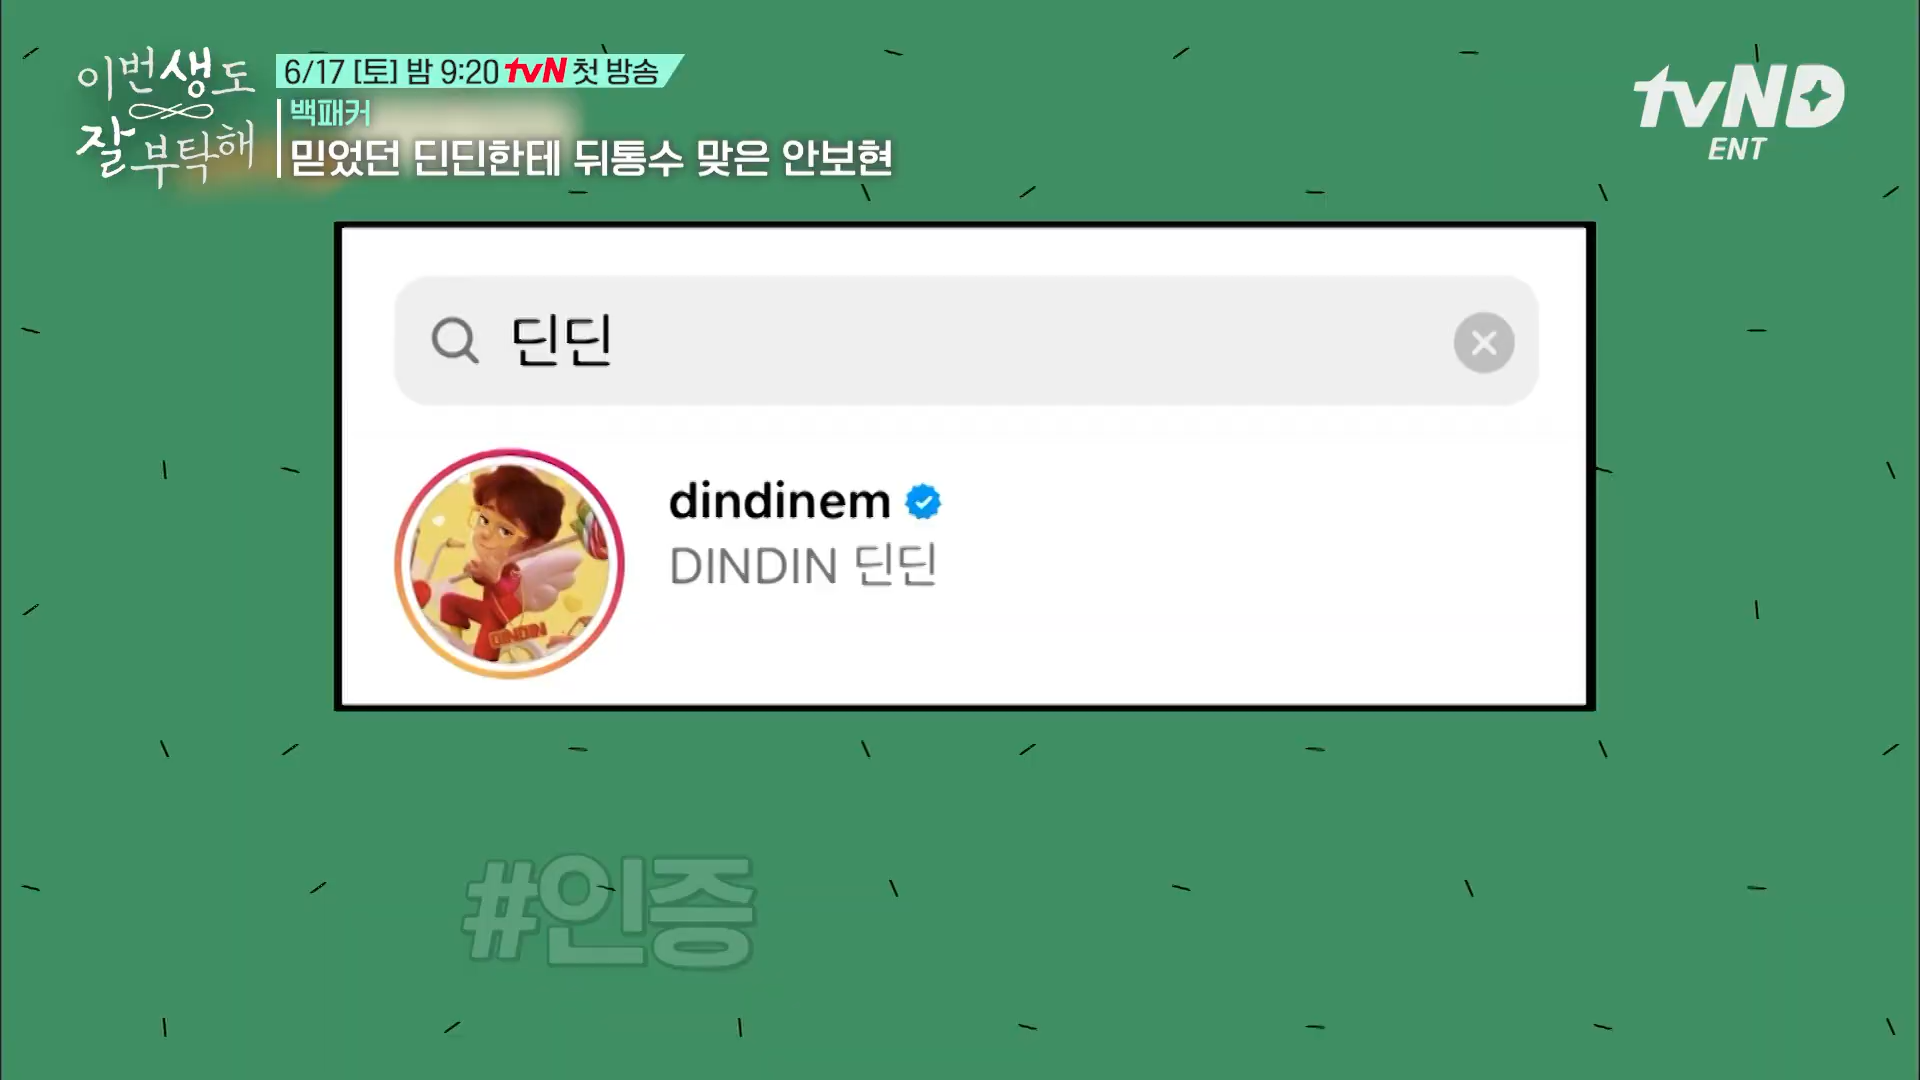 이번 생도
잘 부탁해
6/17 [토] 밤 9:20 tvN 첫 방송
백패커
믿었던 딘딘한테 뒤통수 맞은 안보현
tvND
ENT
딘딘
dindinem
DINDIN 딘딘
DINDIN
#인증